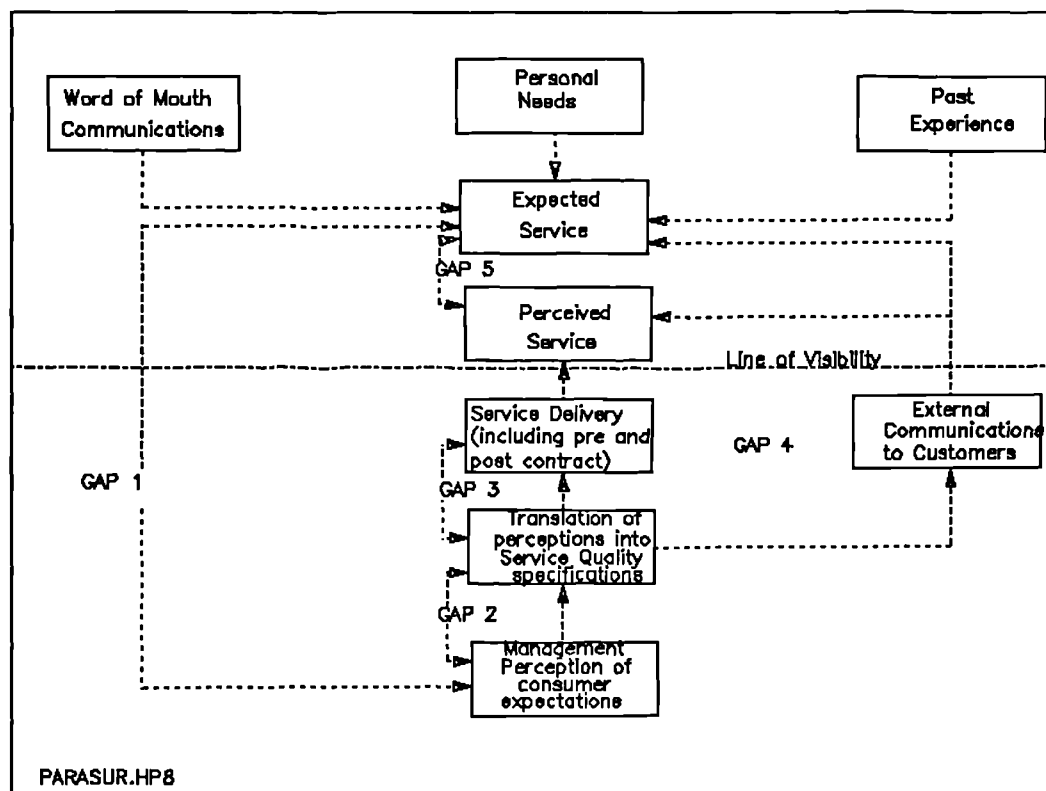 Personal
Needs
Word of Mouth
Communications
Past
Experience
Expected
Service
GAP 5
Perceived
Service
Line of Visibility
Service Delivery
(including pre and
post contract)
External
Communications
to Customers
GAP 4
GAP 1
GAP 3
Translation of
perceptions into
Service Quality
specifications
GAP 2
Management
Perception of
consumer
expectations
PARASUR.HP8